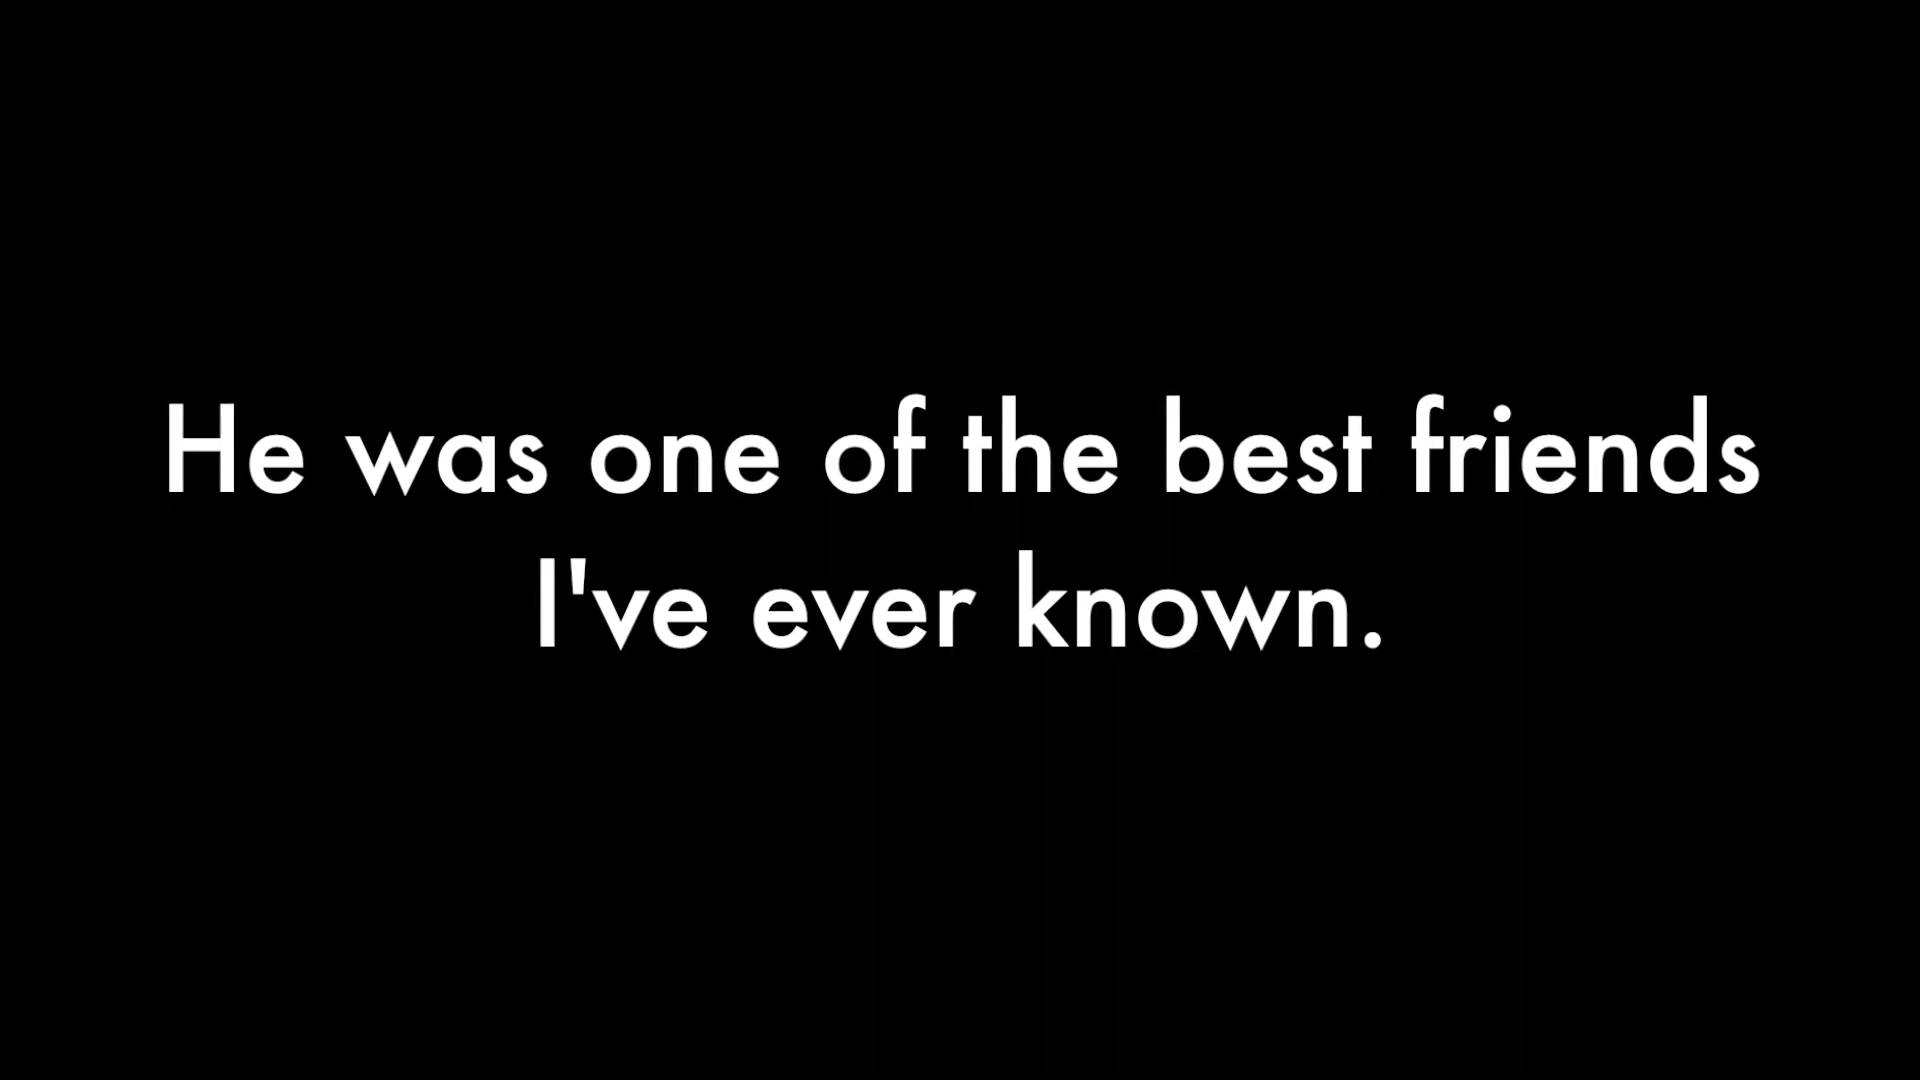 He was one of the best friends
I've ever known.